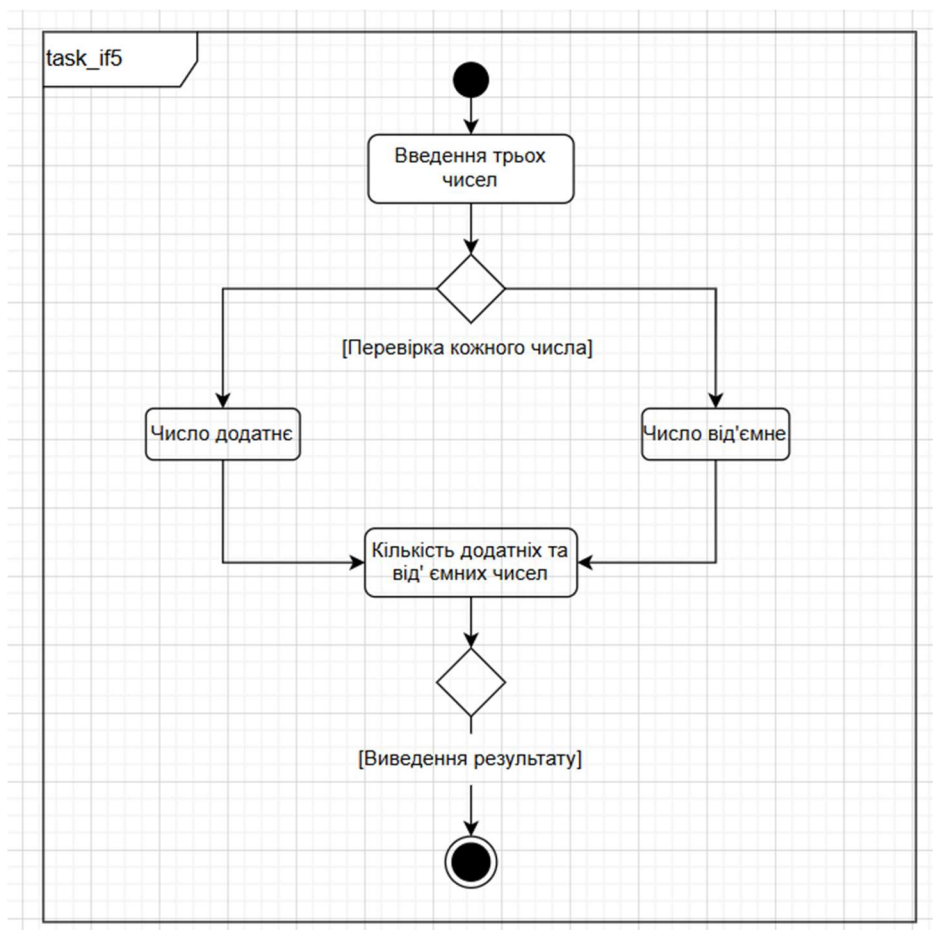 task_if5
Введення трьох
чисел
[Перевірка кожного числа]
Число додатнє
Число від'ємне
Кількість додатніх та
від' ємних чисел
[Виведення результату]